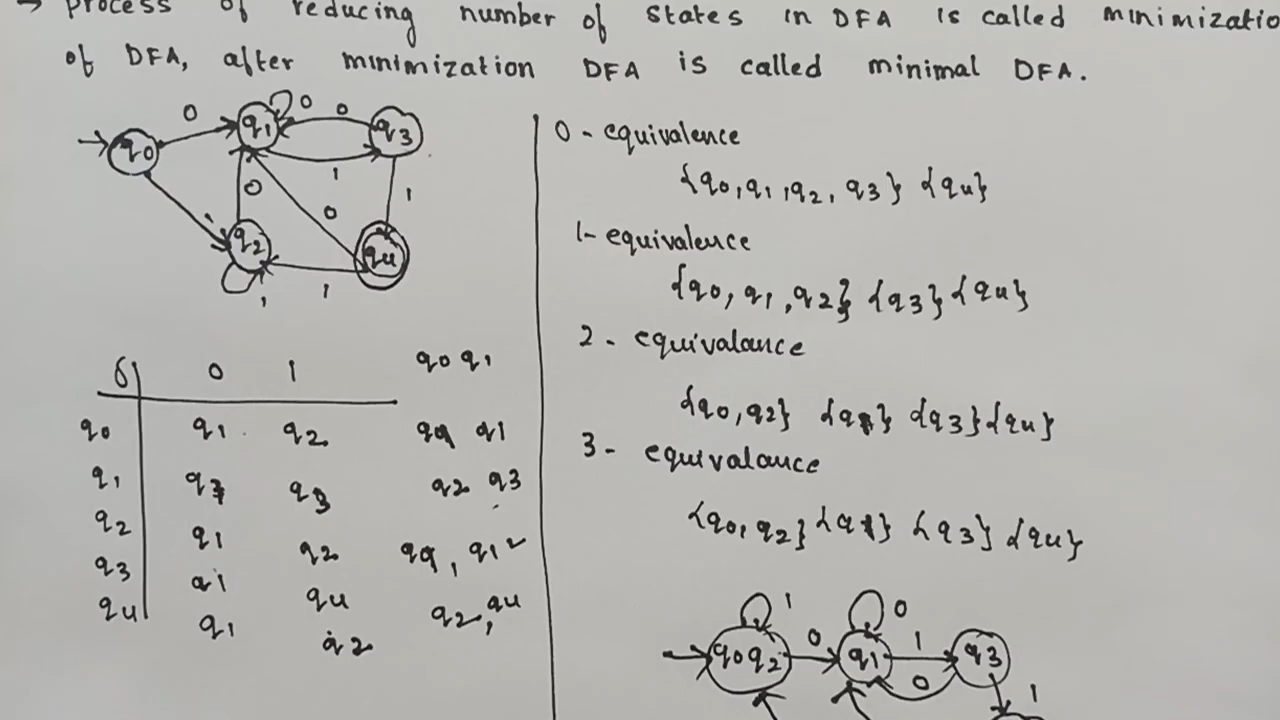 → process of reducing number of states in DFA is called minimizatio
of DFA, after minimization DFA is called minimal DFA.
0 0 0
q0 q1 q3
1
0 1
0
q2 q4
1 1
δ 0 1 q0 q1
q0 q1 q2 q1
q1 q3 q2 q3
q2 q1 q2
q3 q1 q4 q2, q4
q4 q1 q2
0 - equivalence
{q0, q1, q2, q3} {q4}
1- equivalence
{q0, q1, q2} {q3} {q4}
2 - equivalance
{q0, q2} {q1} {q3} {q4}
3 - equivalance
{q0, q2} {q1} {q3} {q4}
1 0
q0q2 0 q1 1 q3
0 1